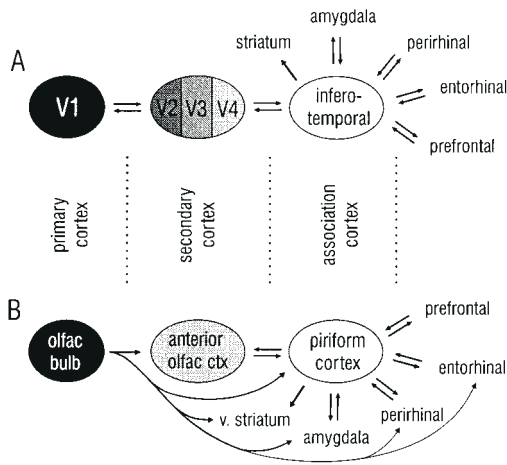 A
amygdala
striatum
perirhinal
V1
V2 V3 V4
infero-
temporal
entorhinal
prefrontal
primary
cortex
secondary
cortex
association
cortex
B
prefrontal
olfac
bulb
anterior
olfac ctx
piriform
cortex
entorhinal
v. striatum
perirhinal
amygdala